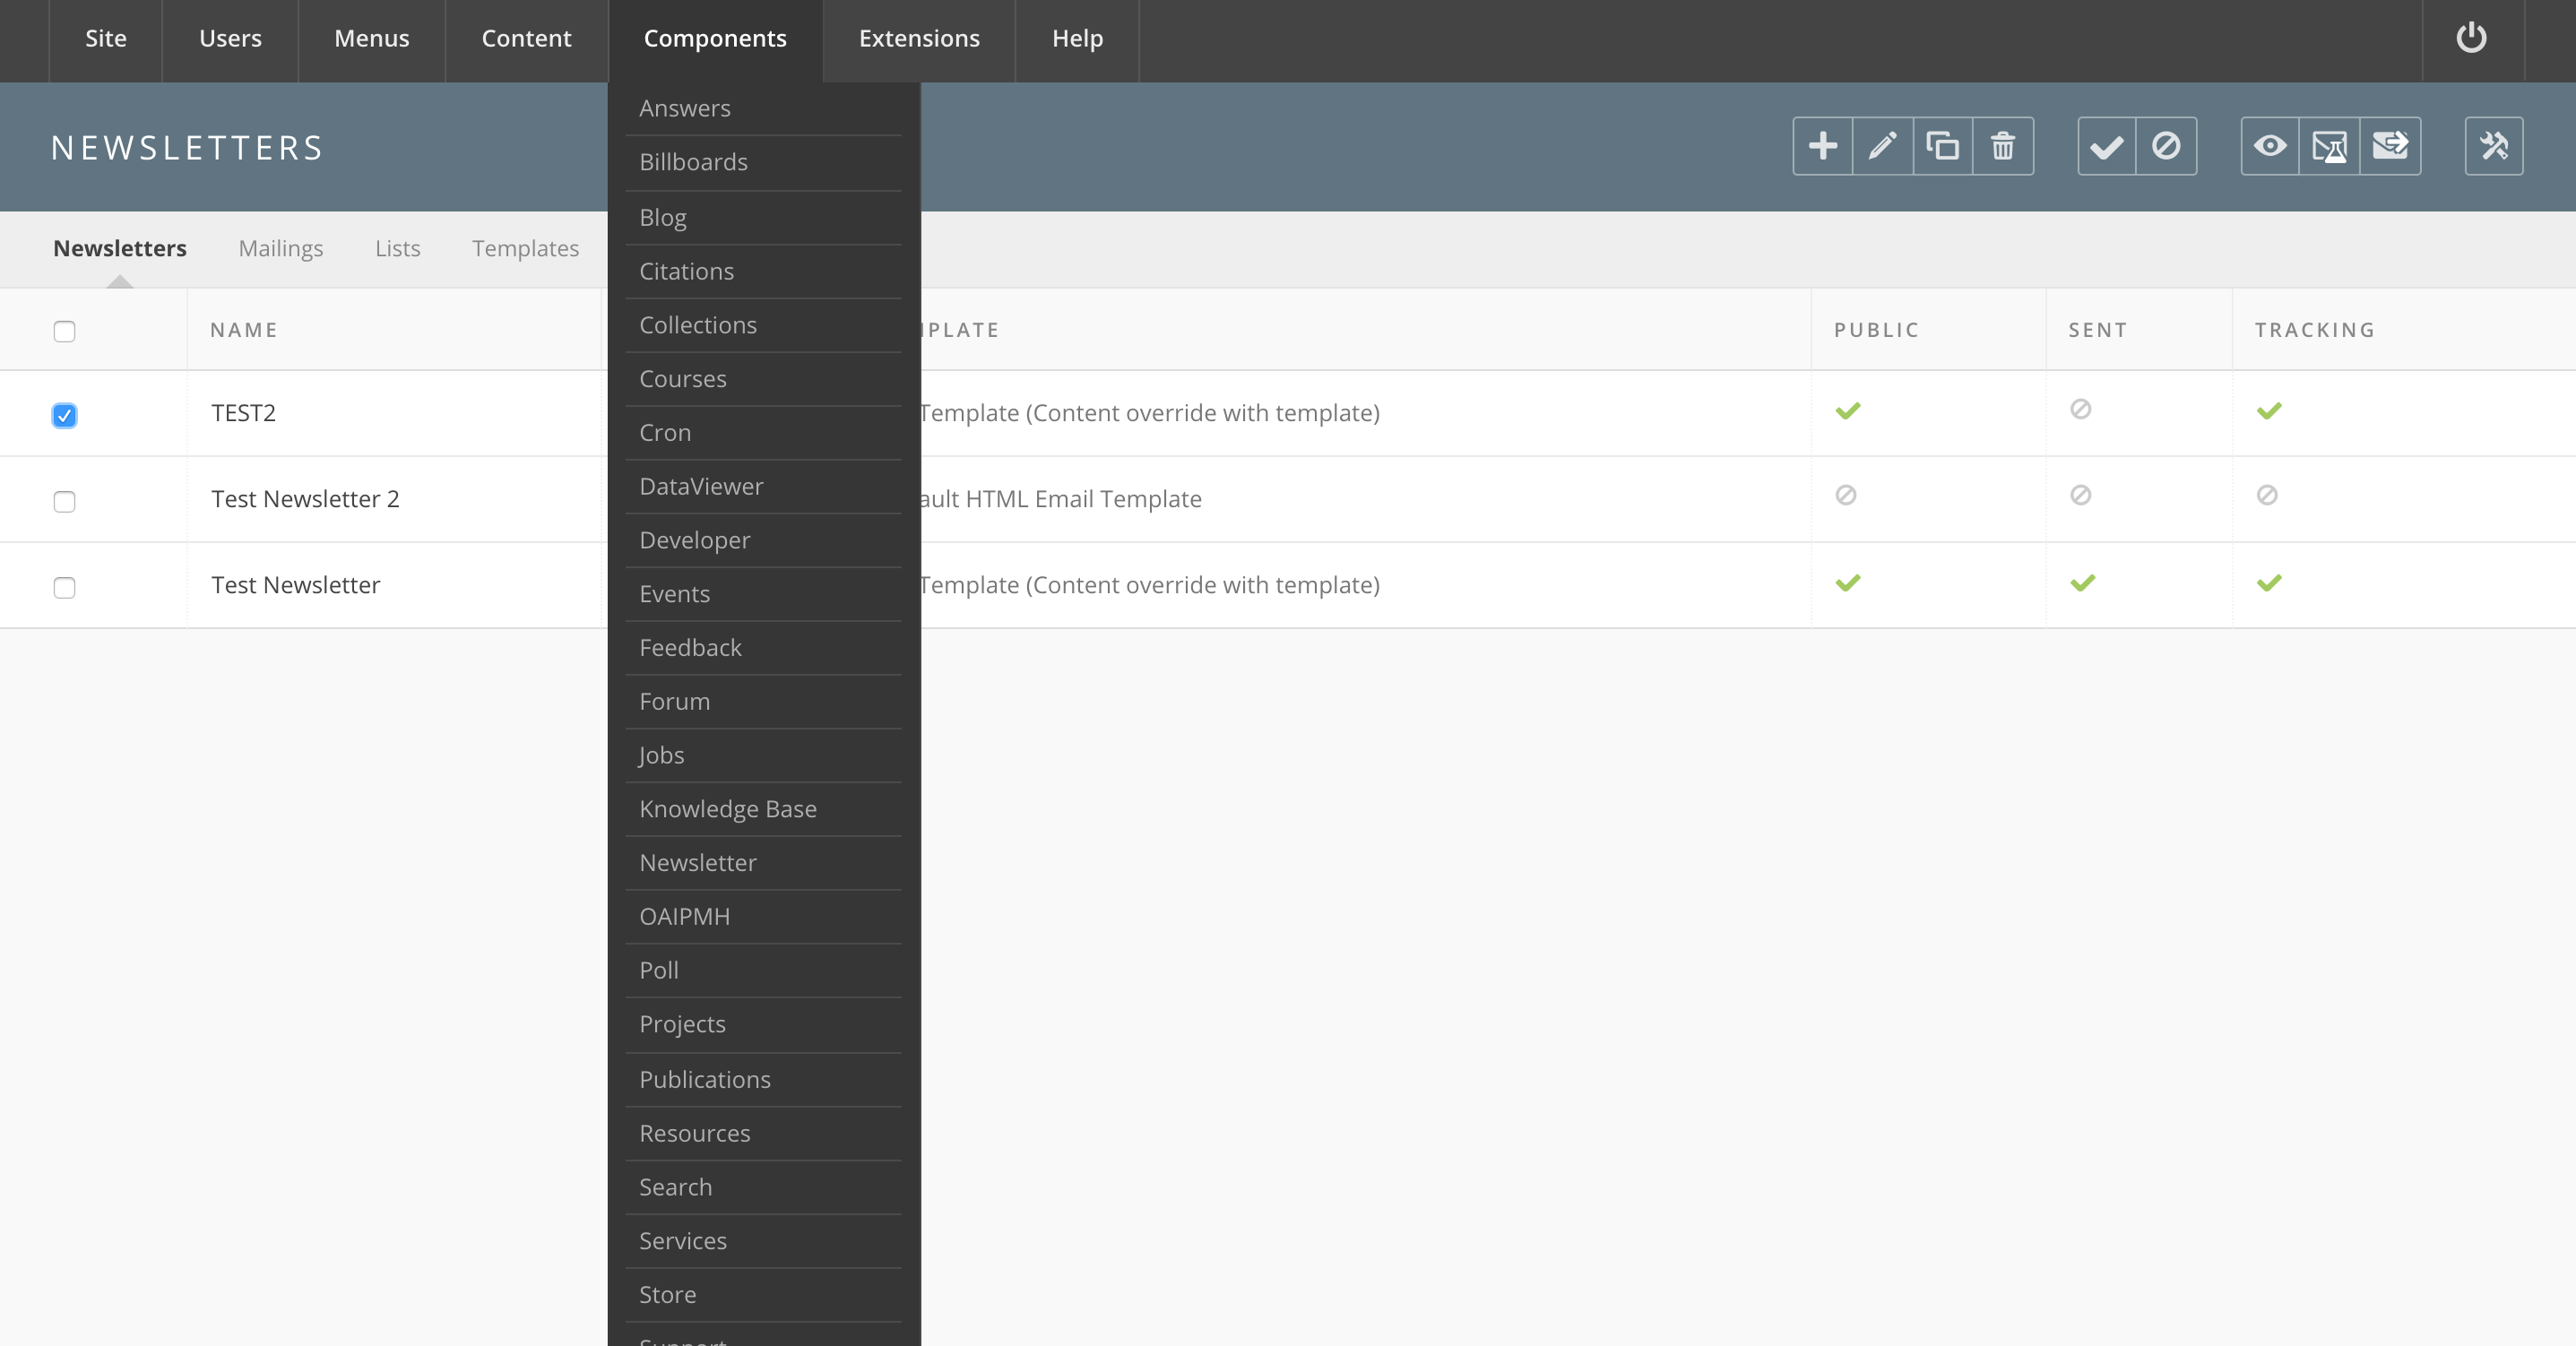 Site Users Menus Content Components Extensions Help
NEWSLETTERS
Newsletters Mailings Lists Templates
NAME PLATE PUBLIC SENT TRACKING
TEST2 Template (Content override with template)
Test Newsletter 2 ault HTML Email Template
Test Newsletter Template (Content override with template)
Answers
Billboards
Blog
Citations
Collections
Courses
Cron
DataViewer
Developer
Events
Feedback
Forum
Jobs
Knowledge Base
Newsletter
OAIPMH
Poll
Projects
Publications
Resources
Search
Services
Store
Support